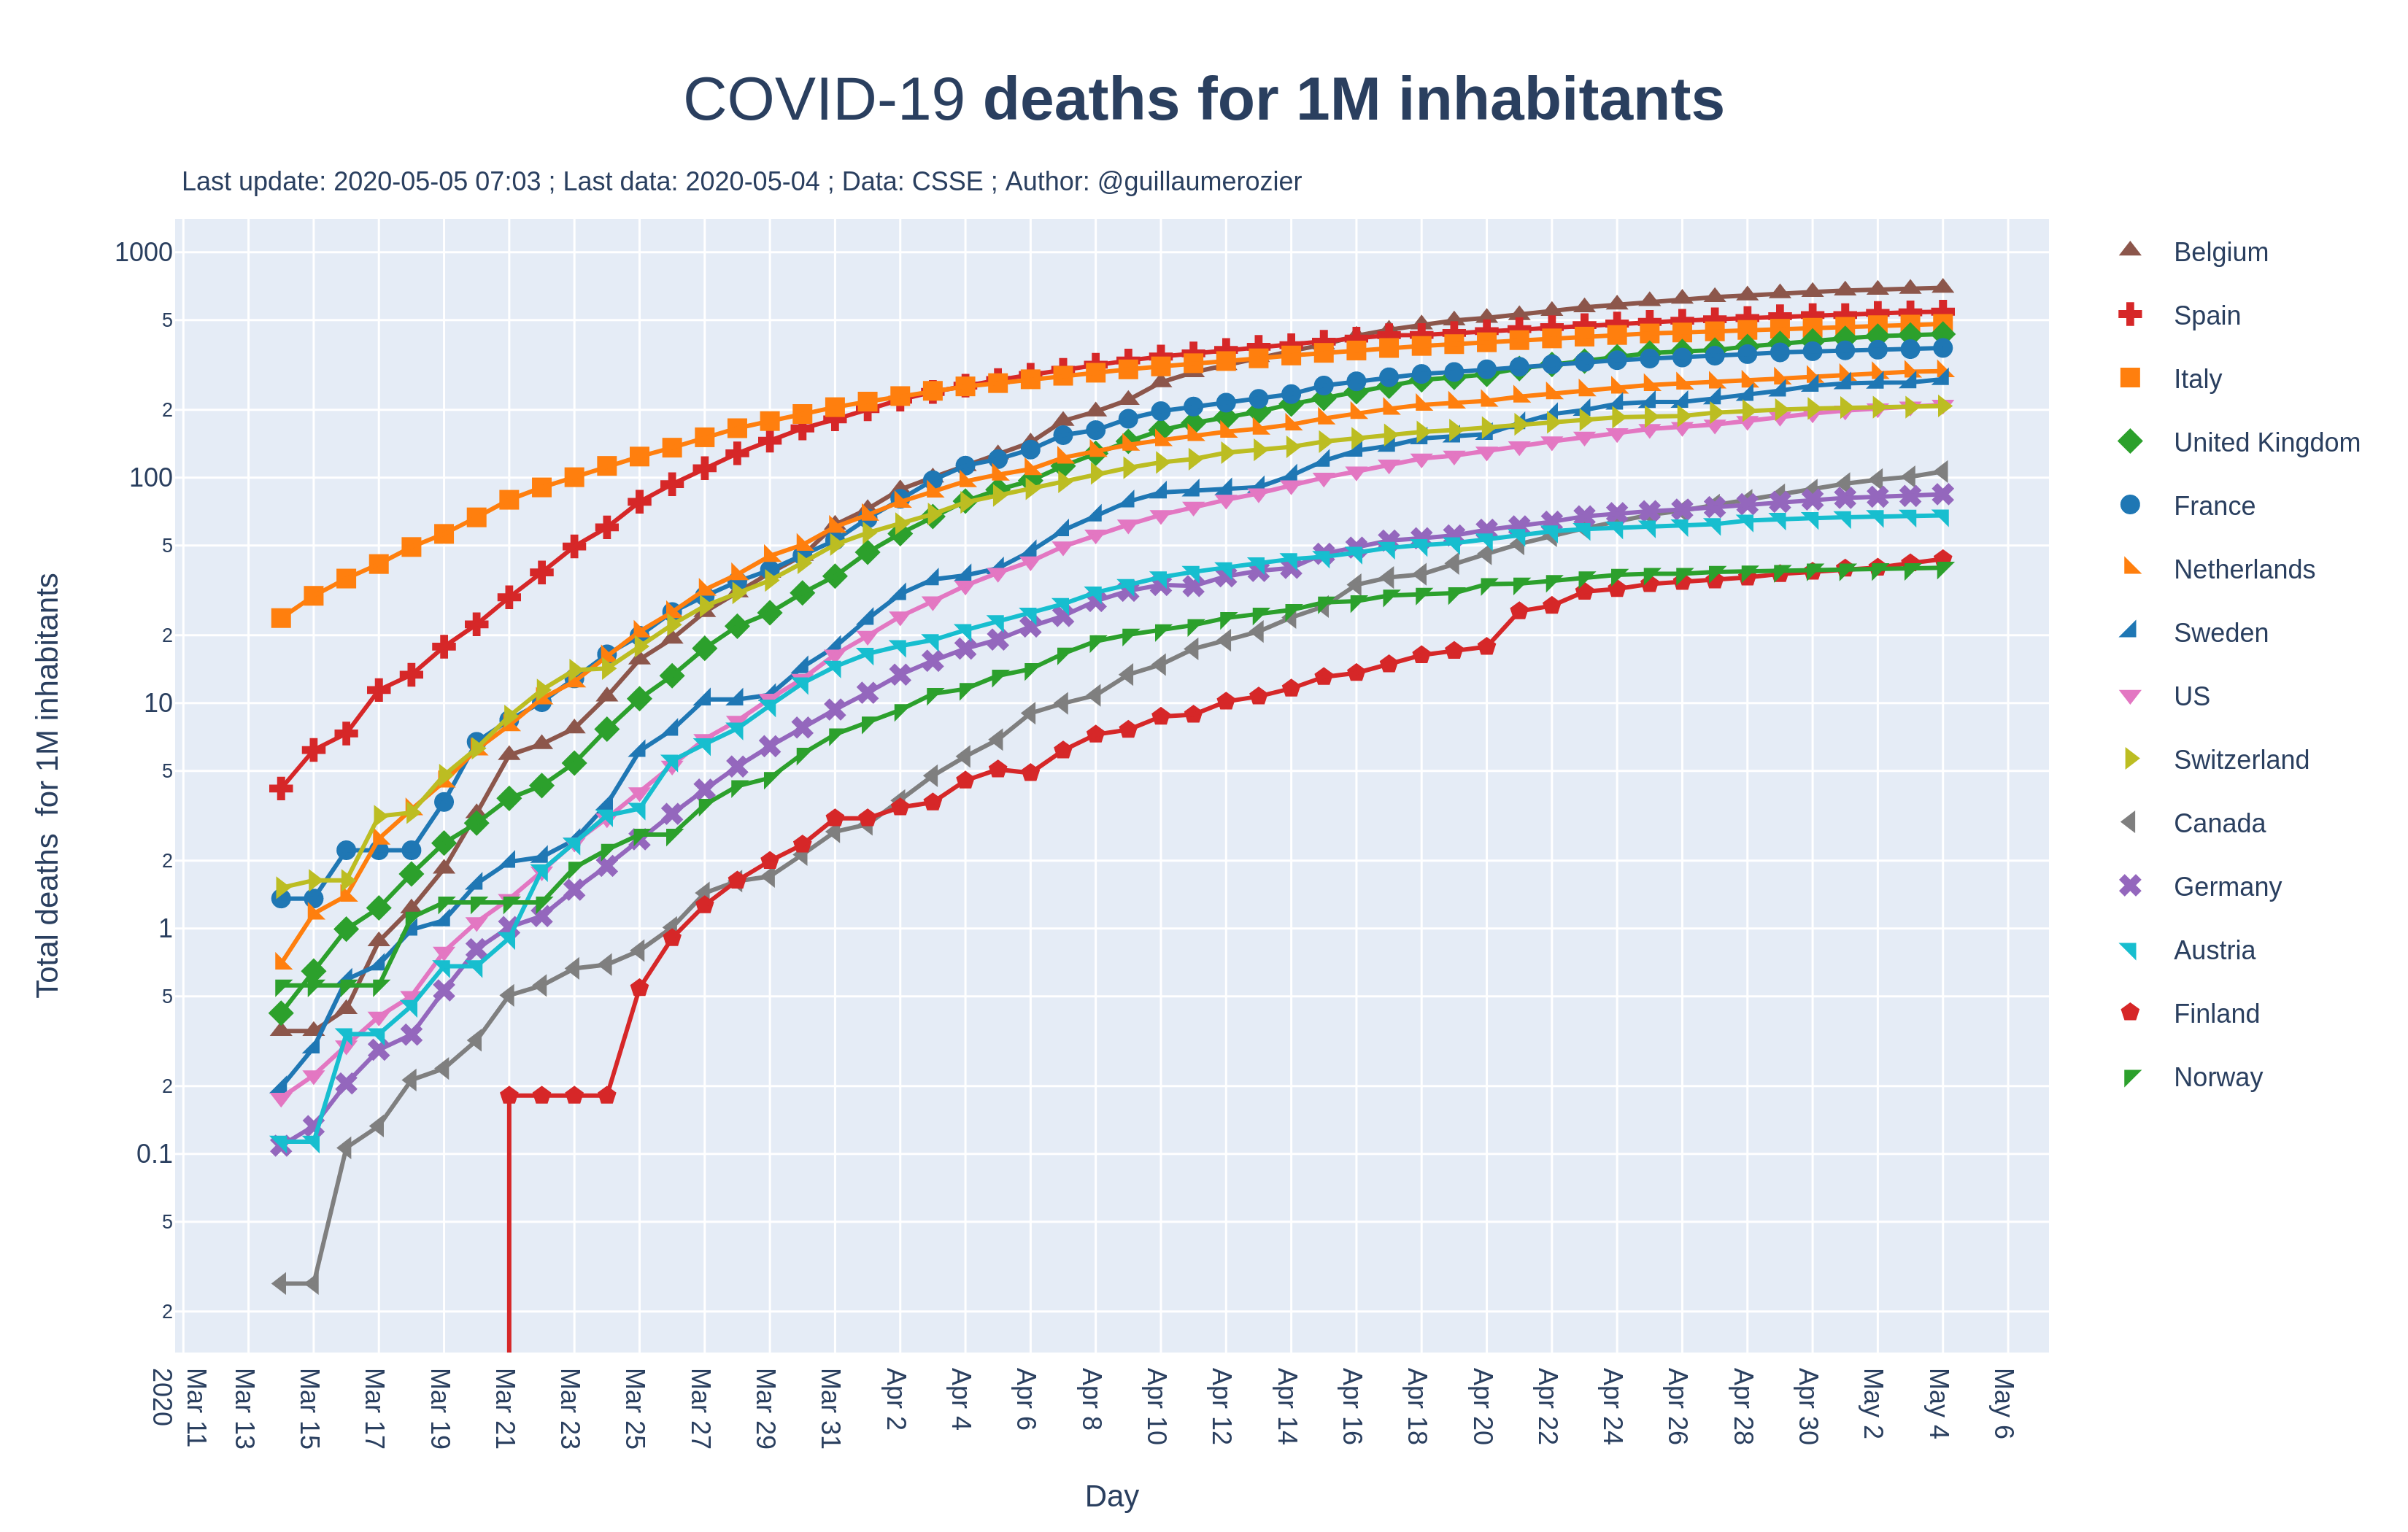 COVID-19 deaths for 1M inhabitants
Last update: 2020-05-05 07:03 ; Last data: 2020-05-04 ; Data: CSSE ; Author: @guillaumerozier
Total deaths for 1M inhabitants
1000
5
2
100
5
2
10
5
2
1
5
2
0.1
5
2
Mar 11
2020
Mar 13
Mar 15
Mar 17
Mar 19
Mar 21
Mar 23
Mar 25
Mar 27
Mar 29
Mar 31
Apr 2
Apr 4
Apr 6
Apr 8
Apr 10
Apr 12
Apr 14
Apr 16
Apr 18
Apr 20
Apr 22
Apr 24
Apr 26
Apr 28
Apr 30
May 2
May 4
May 6
Day
Belgium
Spain
Italy
United Kingdom
France
Netherlands
Sweden
US
Switzerland
Canada
Germany
Austria
Finland
Norway